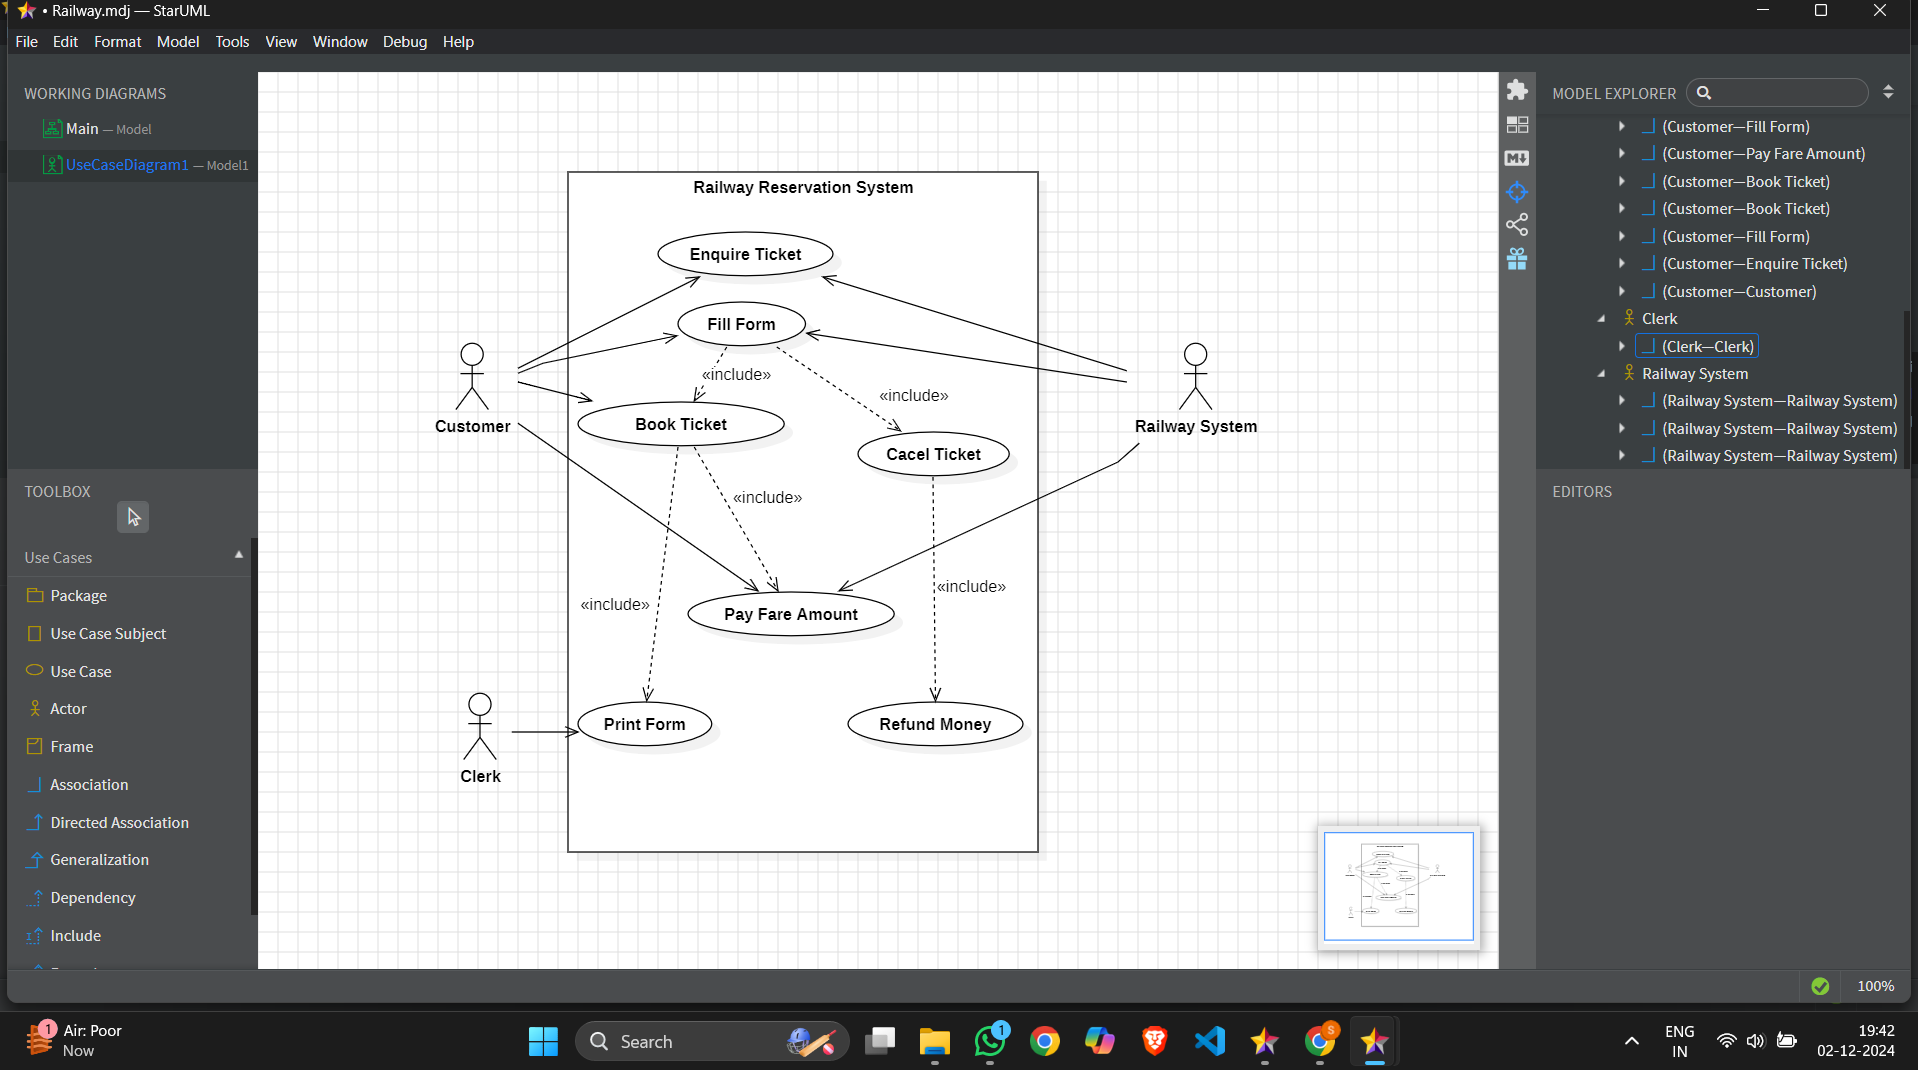 • Railway.mdj — StarUML
File Edit Format Model Tools View Window Debug Help
WORKING DIAGRAMS
Main — Model
UseCaseDiagram1 — Model1
TOOLBOX
Use Cases
Package
Use Case Subject
Use Case
Actor
Frame
Association
Directed Association
Generalization
Dependency
Include
Railway Reservation System
Enquire Ticket
Fill Form
«include»
«include»
Customer
Book Ticket
Railway System
Cacel Ticket
«include»
«include»
«include»
Pay Fare Amount
Print Form
Refund Money
Clerk
MODEL EXPLORER
(Customer—Fill Form)
(Customer—Pay Fare Amount)
(Customer—Book Ticket)
(Customer—Book Ticket)
(Customer—Fill Form)
(Customer—Enquire Ticket)
(Customer—Customer)
Clerk
(Clerk—Clerk)
Railway System
(Railway System—Railway System)
(Railway System—Railway System)
(Railway System—Railway System)
EDITORS
100%
1
Air: Poor
Now
Search
1
S
ENG
IN
19:42
02-12-2024